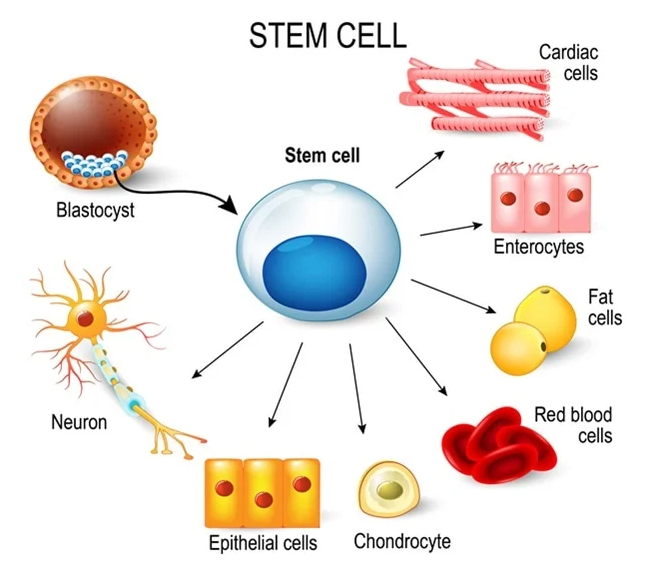 STEM CELL
Cardiac
cells
Stem cell
Blastocyst
Enterocytes
Fat
cells
Neuron
Red blood
cells
Epithelial cells
Chondrocyte